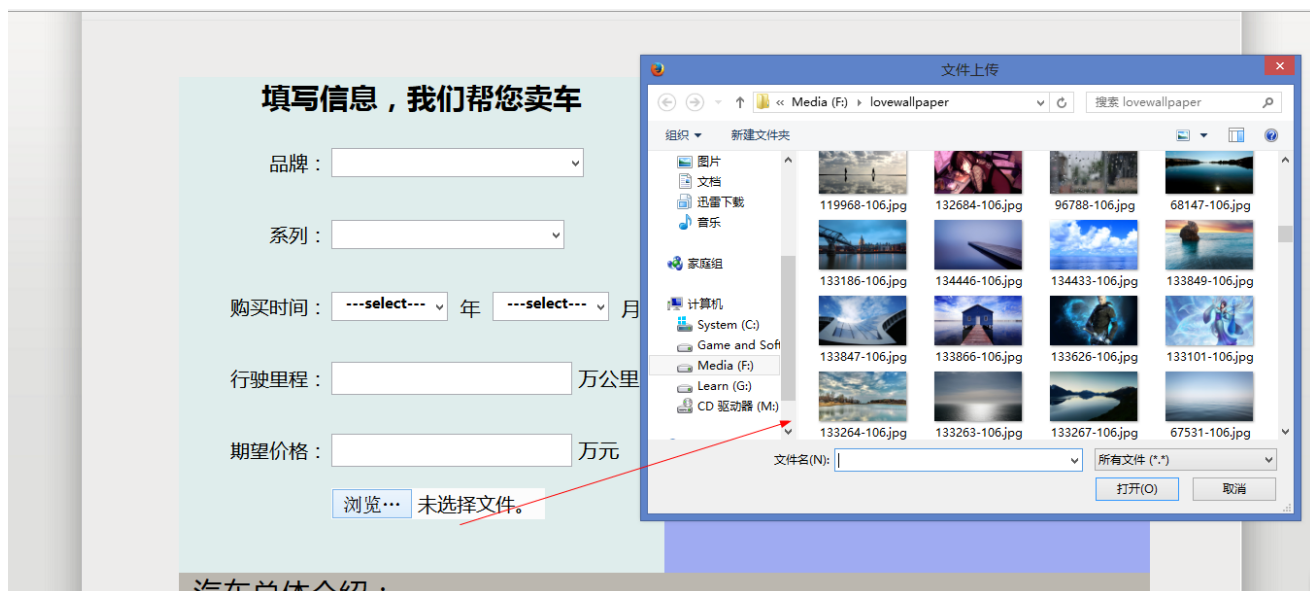 填写信息，我们帮您卖车
品牌：
系列：
购买时间： ---select--- 年 ---select--- 月
行驶里程： 万公里
期望价格： 万元
浏览… 未选择文件。
汽车总体介绍：
文件上传
« Media (F:) lovewallpaper
搜索 lovewallpaper
组织 新建文件夹
图片
文档
迅雷下载
音乐
家庭组
计算机
System (C:)
Game and Soft
Media (F:)
Learn (G:)
CD 驱动器 (M:)
119968-106.jpg 132684-106.jpg 96788-106.jpg 68147-106.jpg
133186-106.jpg 134446-106.jpg 134433-106.jpg 133849-106.jpg
133847-106.jpg 133866-106.jpg 133626-106.jpg 133101-106.jpg
133264-106.jpg 133263-106.jpg 133267-106.jpg 67531-106.jpg
文件名(N): 所有文件 (*.*)
打开(O) 取消